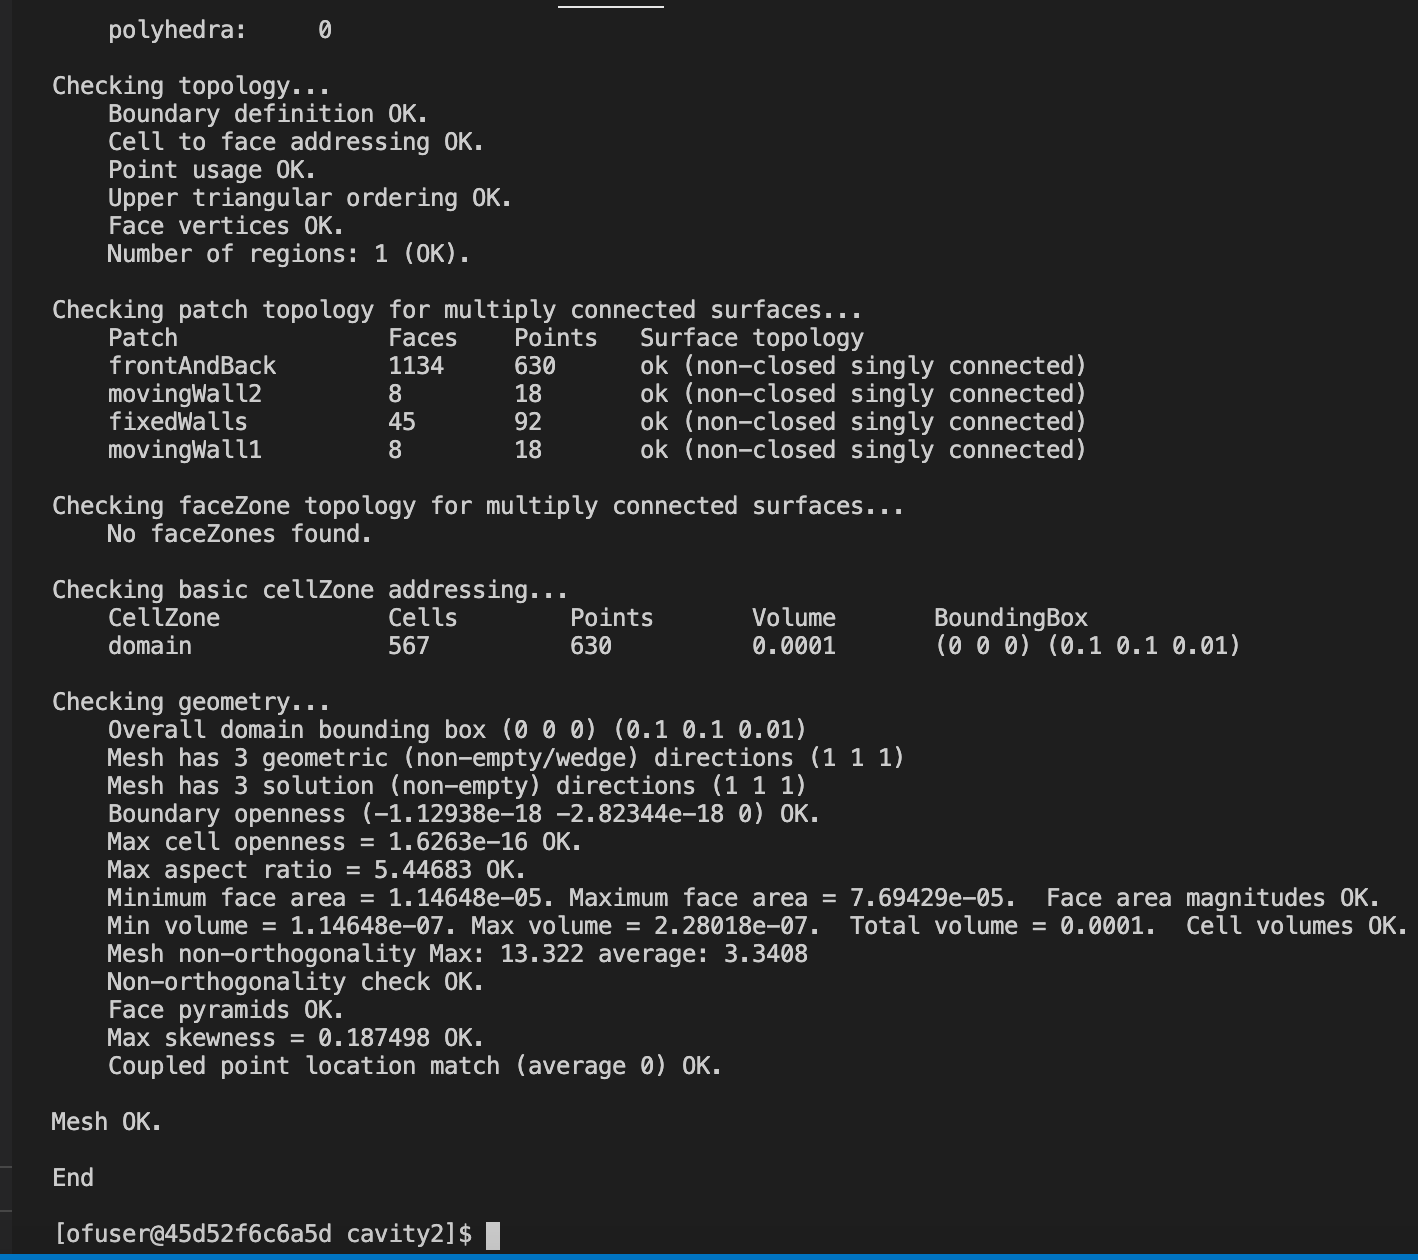 polyhedra:     0
Checking topology...
Boundary definition OK.
Cell to face addressing OK.
Point usage OK.
Upper triangular ordering OK.
Face vertices OK.
Number of regions: 1 (OK).
Checking patch topology for multiply connected surfaces...
Patch               Faces    Points   Surface topology
frontAndBack        1134     630      ok (non-closed singly connected)
movingWall2         8        18       ok (non-closed singly connected)
fixedWalls          45       92       ok (non-closed singly connected)
movingWall1         8        18       ok (non-closed singly connected)
Checking faceZone topology for multiply connected surfaces...
No faceZones found.
Checking basic cellZone addressing...
CellZone            Cells        Points       Volume       BoundingBox
domain              567          630          0.0001       (0 0 0) (0.1 0.1 0.01)
Checking geometry...
Overall domain bounding box (0 0 0) (0.1 0.1 0.01)
Mesh has 3 geometric (non-empty/wedge) directions (1 1 1)
Mesh has 3 solution (non-empty) directions (1 1 1)
Boundary openness (-1.12938e-18 -2.82344e-18 0) OK.
Max cell openness = 1.6263e-16 OK.
Max aspect ratio = 5.44683 OK.
Minimum face area = 1.14648e-05. Maximum face area = 7.69429e-05.  Face area magnitudes OK.
Min volume = 1.14648e-07. Max volume = 2.28018e-07.  Total volume = 0.0001.  Cell volumes OK.
Mesh non-orthogonality Max: 13.322 average: 3.3408
Non-orthogonality check OK.
Face pyramids OK.
Max skewness = 0.187498 OK.
Coupled point location match (average 0) OK.
Mesh OK.
End
[ofuser@45d52f6c6a5d cavity2]$